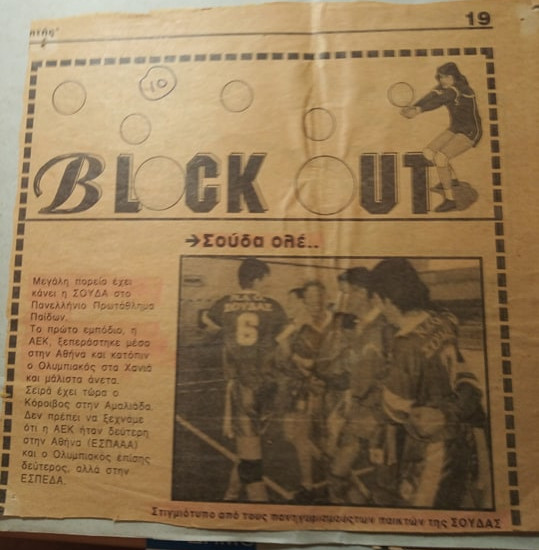 19
10
BLOCK OUT
→Σούδα ολέ..
Μεγάλη πορεία έχει
κάνει η ΣΟΥΔΑ στο
Πανελλήνιο Πρωτάθλημα
Παίδων.
Το πρώτο εμπόδιο, η
ΑΕΚ, ξεπεράστηκε μέσα
στην Αθήνα και κατόπιν
ο Ολυμπιακός στα Χανιά
και μάλιστα άνετα.
Σειρά έχει τώρα ο
Κόροιβος στην Αμαλιάδα.
Δεν πρέπει να ξεχνάμε
ότι η ΑΕΚ ήταν δεύτερη
στην Αθήνα (ΕΣΠΑΑΑ)
και ο Ολυμπιακός επίσης
δεύτερος, αλλά στην
ΕΣΠΕΔΑ.
ΣΟΥΔΑΣ
6
Στιγμιότυπο από τους πανηγυρισμούς των παικτών της ΣΟΥΔΑΣ